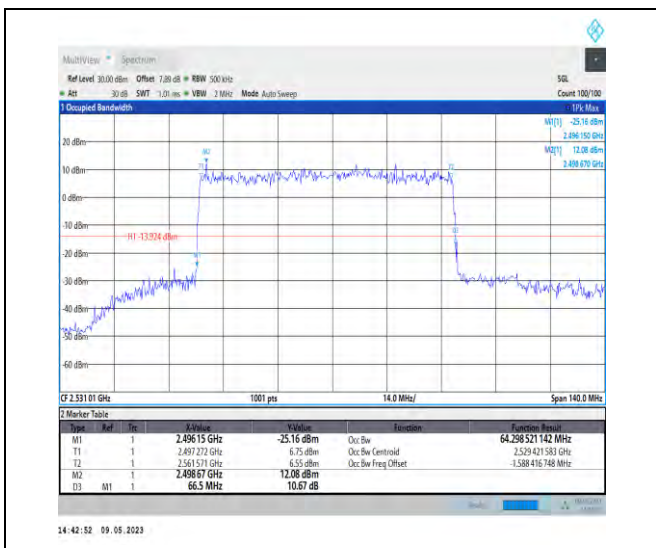 MultiView Spectrum
Ref Level 30.00 dBm Offset 7.89 dB RBW 500 kHz SGL
Att 30 dB SWT 1.01 ms VBW 2 MHz Mode Auto Sweep Count 100/100
1 Occupied Bandwidth 1Pk Max
M1[1] -25.16 dBm
2.496 150 GHz
M2[1] 12.08 dBm
2.498 670 GHz
20 dBm
M2
10 dBm
T1 T2
0 dBm
-10 dBm
H1 -13.924 dBm
D3
-20 dBm
M1
-30 dBm
-40 dBm
-50 dBm
-60 dBm
CF 2.531 01 GHz 1001 pts 14.0 MHz/ Span 140.0 MHz
2 Marker Table
Type Ref Trc X-Value Y-Value Function Function Result
M1 1 2.496 15 GHz -25.16 dBm Occ Bw 64.298 521 142 MHz
T1 1 2.497 272 GHz 6.75 dBm Occ Bw Centroid 2.529 421 583 GHz
T2 1 2.561 571 GHz 6.55 dBm Occ Bw Freq Offset -1.588 416 748 MHz
M2 1 2.498 67 GHz 12.08 dBm
D3 M1 1 66.5 MHz 10.67 dB
14:42:52 09.05.2023